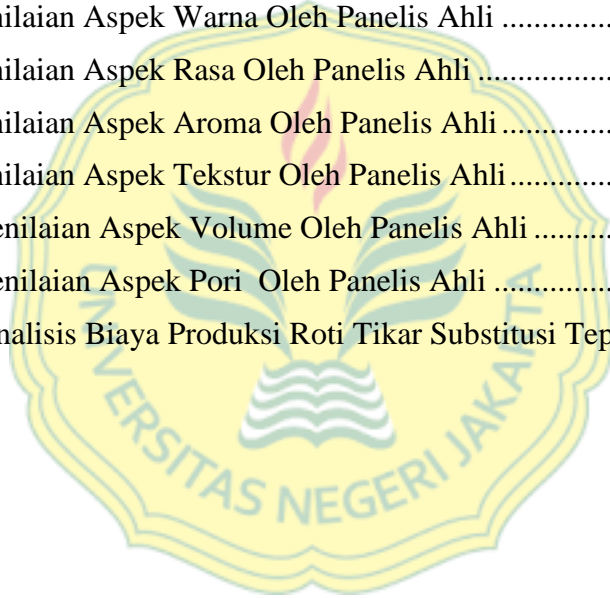 nilaian Aspek Warna Oleh Panelis Ahli ..............
nilaian Aspek Rasa Oleh Panelis Ahli .................
nilaian Aspek Aroma Oleh Panelis Ahli ..............
nilaian Aspek Tekstur Oleh Panelis Ahli .............
enilaian Aspek Volume Oleh Panelis Ahli ..........
enilaian Aspek Pori Oleh Panelis Ahli ...............
nalisis Biaya Produksi Roti Tikar Substitusi Tep
UNIVERSITAS NEGERI JAKARTA